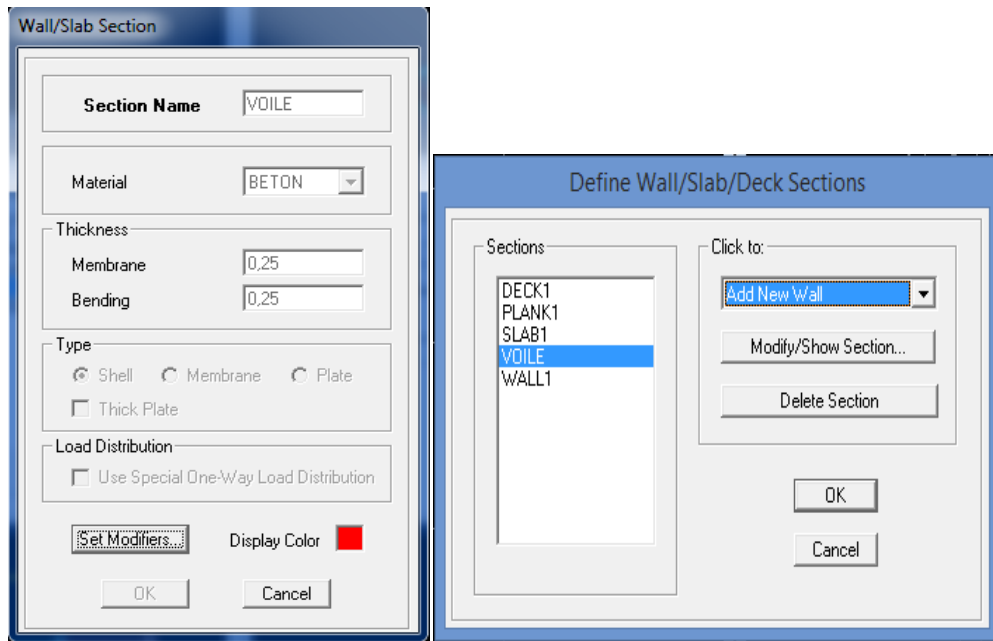 Wall/Slab Section
Section Name VOILE
Material BETON
Thickness
Membrane 0,25
Bending 0,25
Type
Shell Membrane Plate
Thick Plate
Load Distribution
Use Special One-Way Load Distribution
Set Modifiers... Display Color
OK Cancel
Define Wall/Slab/Deck Sections
Sections
DECK1
PLANK1
SLAB1
VOILE
WALL1
Click to:
Add New Wall
Modify/Show Section...
Delete Section
OK
Cancel